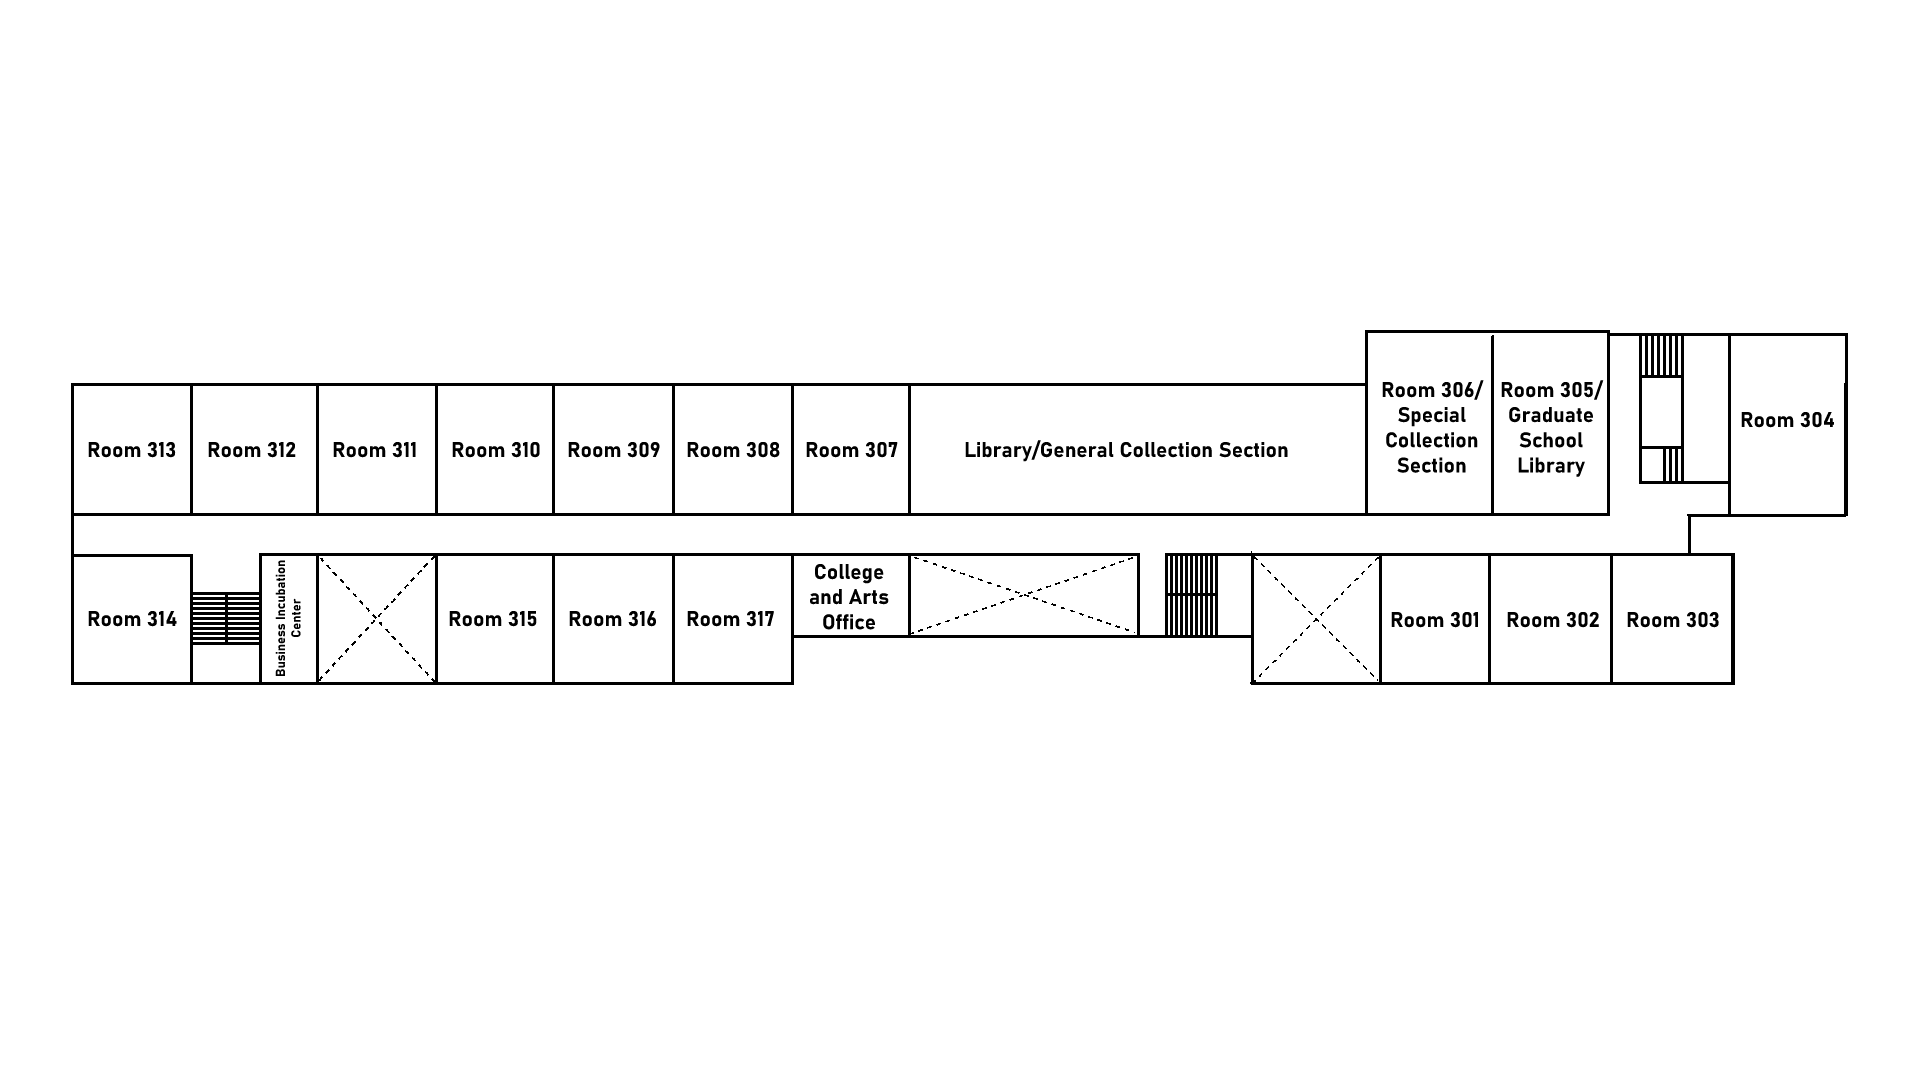 Room 306/
Special
Collection
Section
Room 305/
Graduate
School
Library
Room 304
Room 313
Room 312
Room 311
Room 310
Room 309
Room 308
Room 307
Library/General Collection Section
Room 314
Business Incubation
Center
Room 315
Room 316
Room 317
College
and Arts
Office
Room 301
Room 302
Room 303